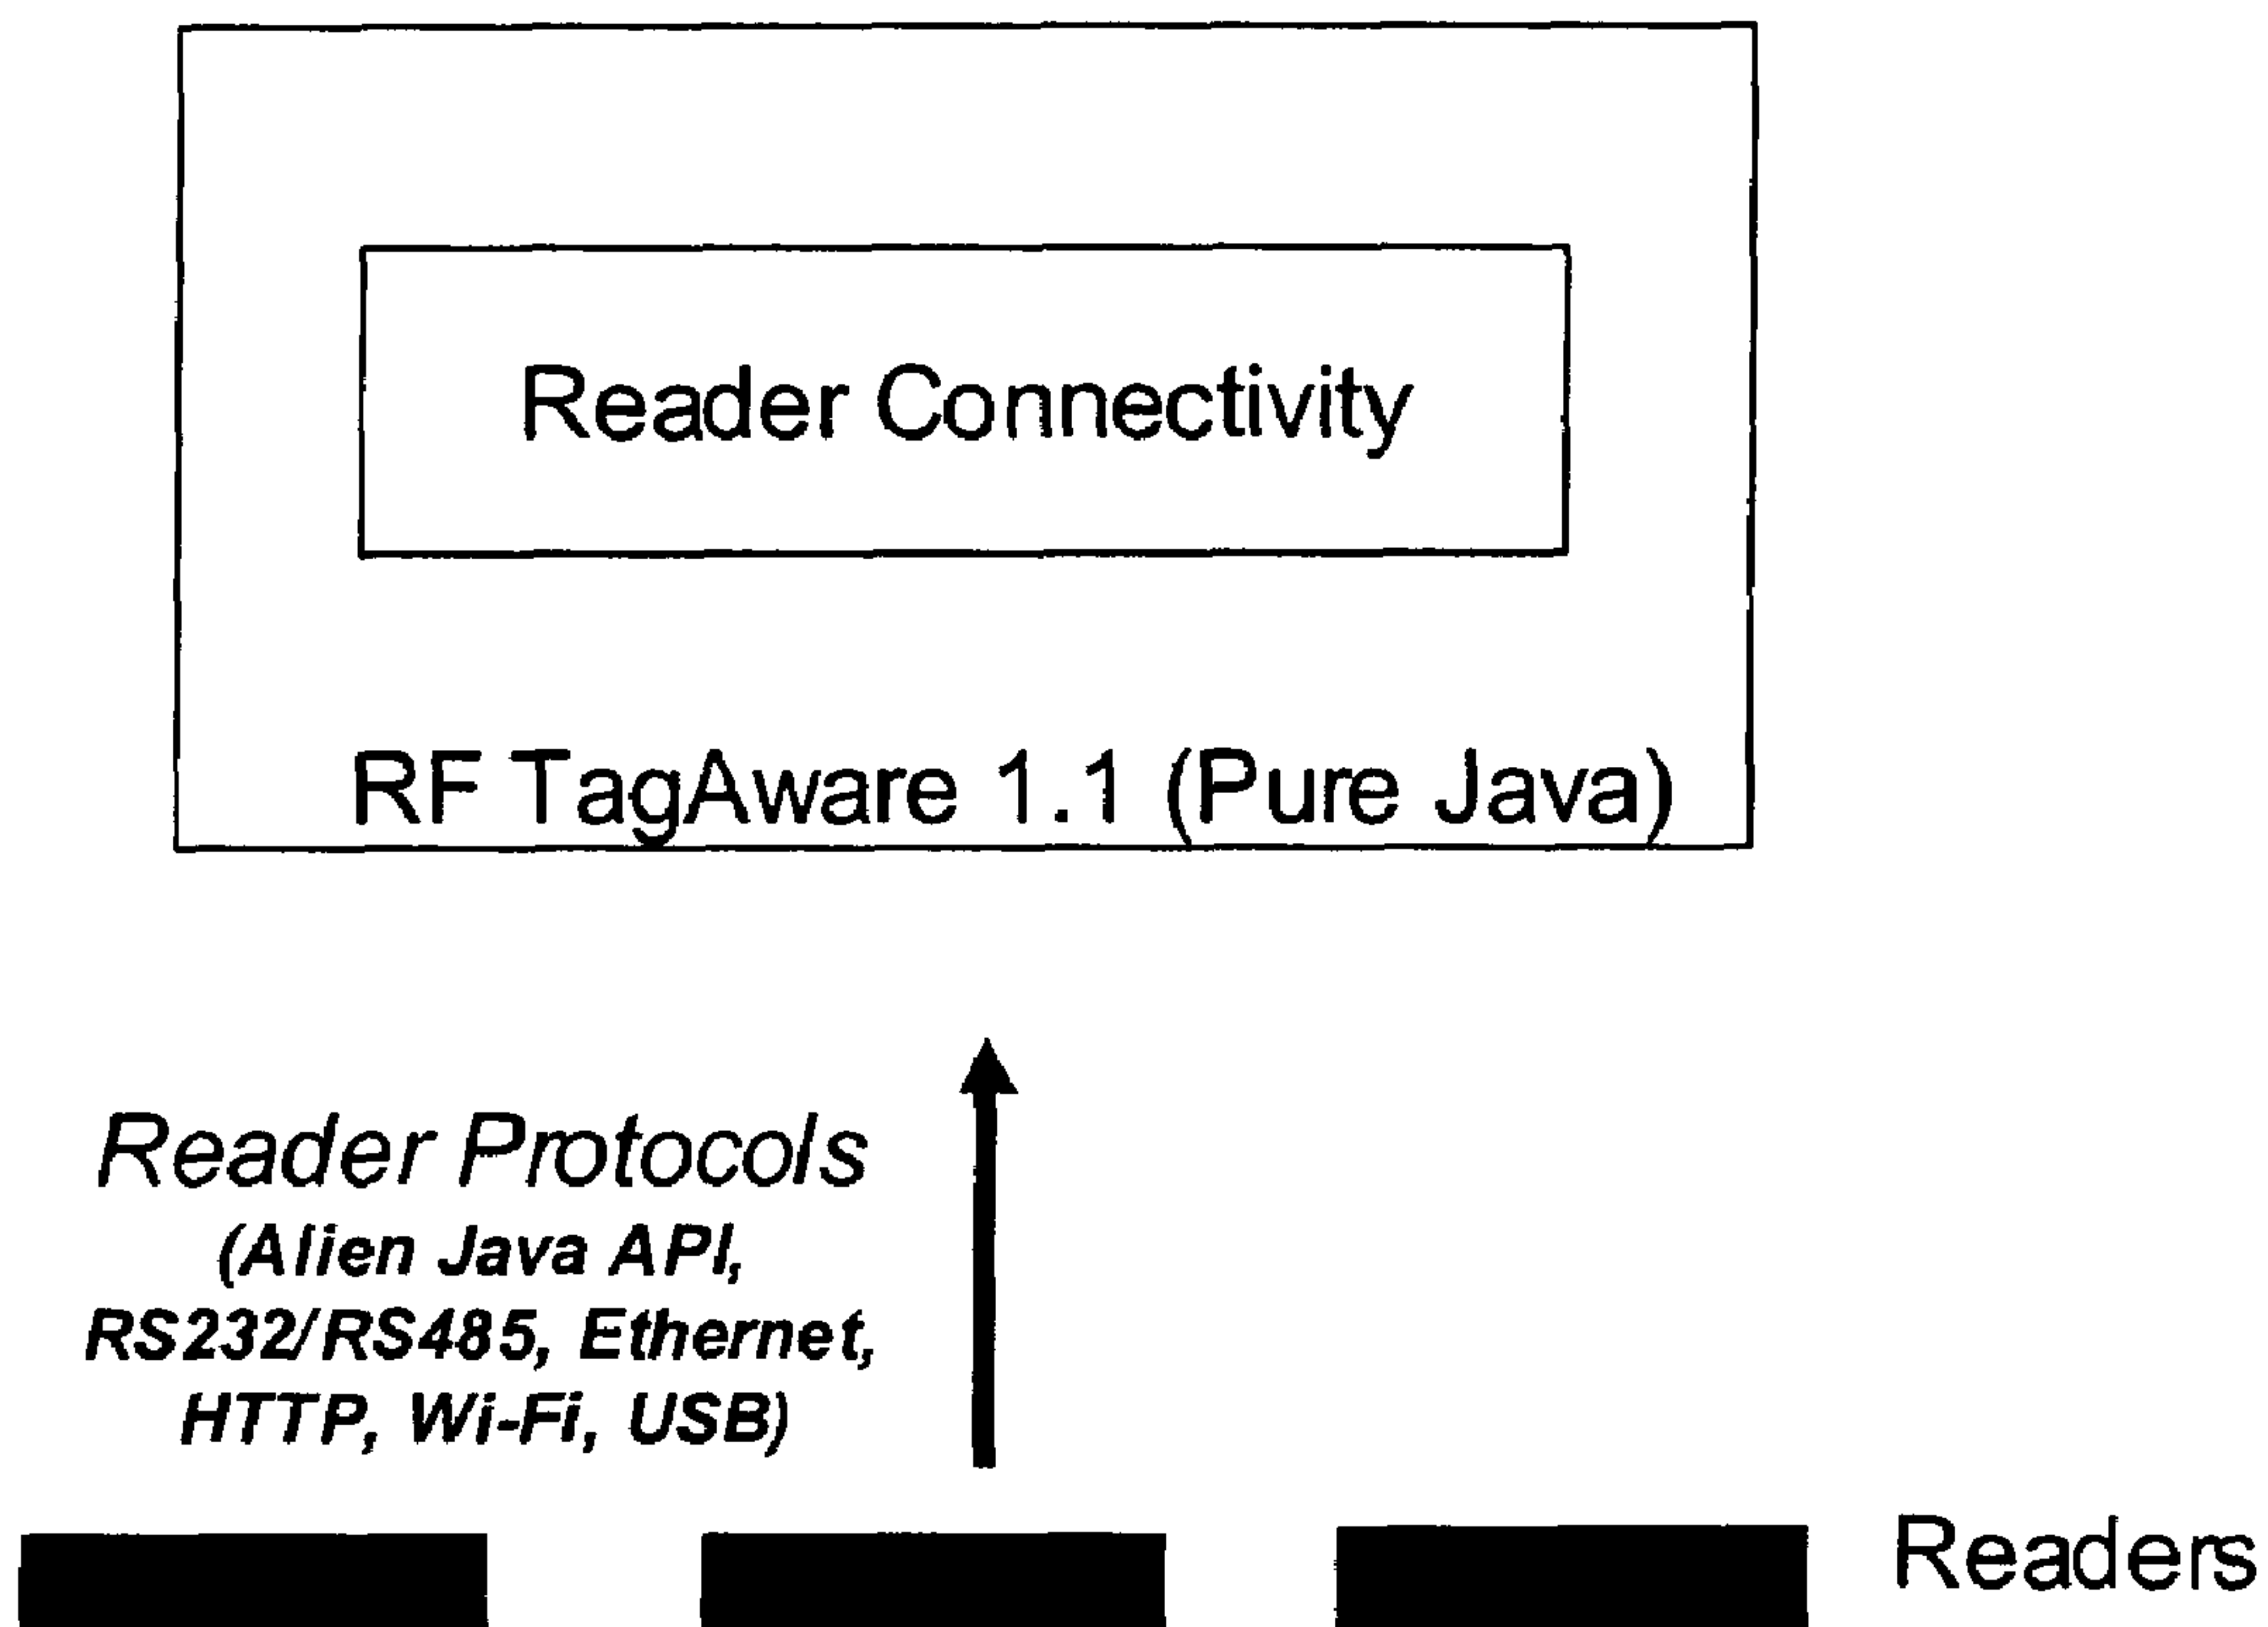 Reader Connectivity
RF TagAware 1.1 (Pure Java)
Reader Protocols
(Alien Java API,
RS232/RS485, Ethernet,
HTTP, Wi-Fi, USB)
Readers